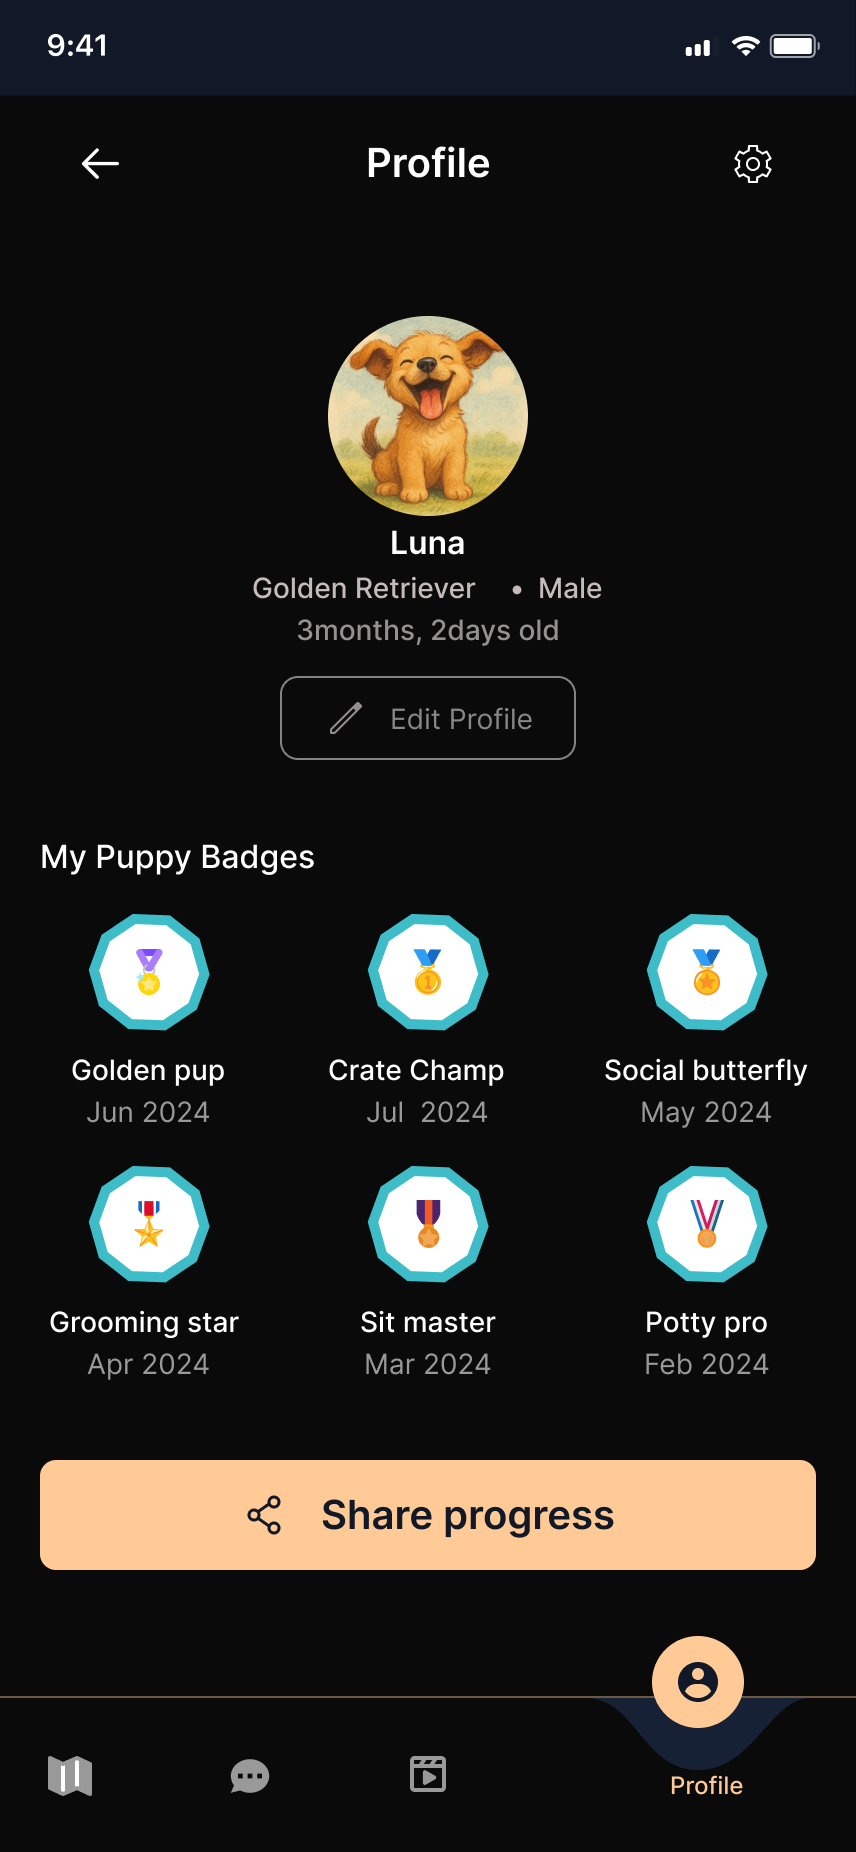 9:41
Profile
Luna
Golden Retriever • Male
3months, 2days old
Edit Profile
My Puppy Badges
Golden pup Crate Champ Social butterfly
Jun 2024 Jul 2024 May 2024
Grooming star Sit master Potty pro
Apr 2024 Mar 2024 Feb 2024
Share progress
Profile